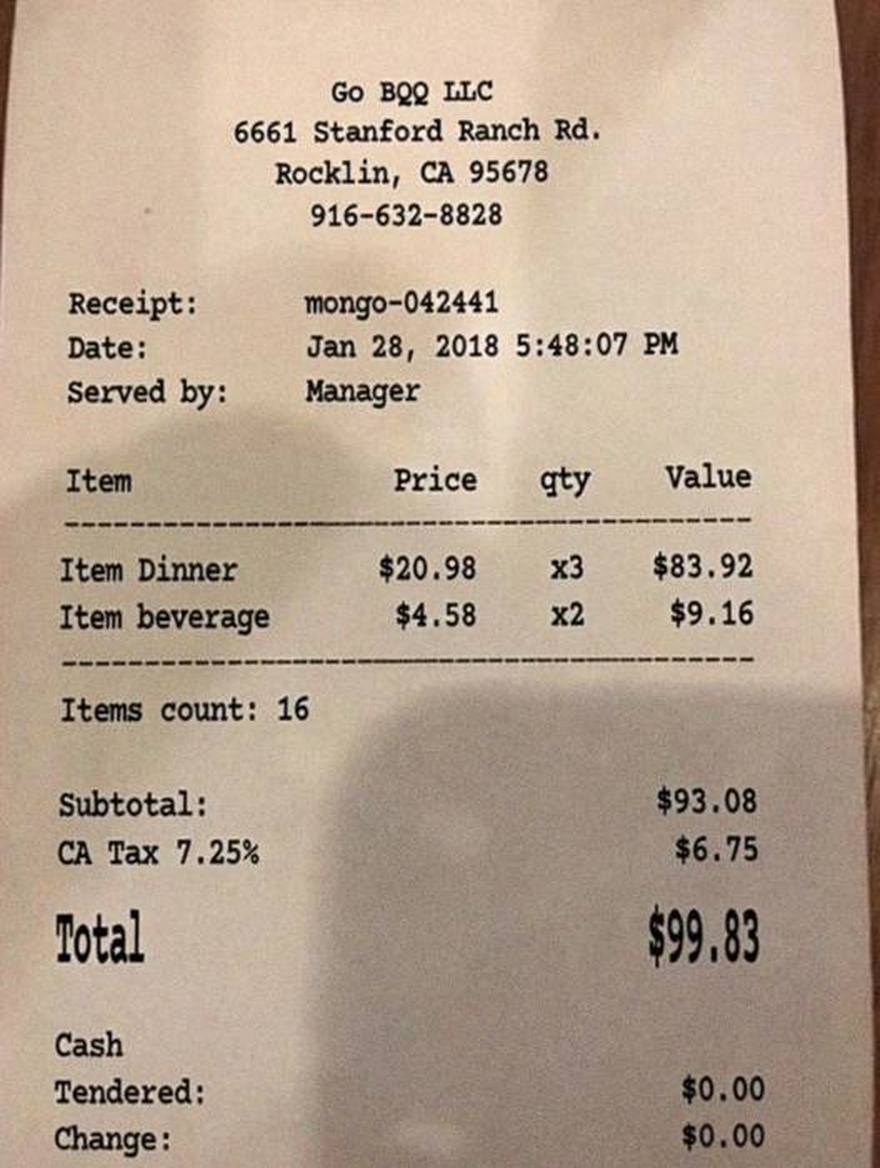 Go BQQ LLC
6661 Stanford Ranch Rd.
Rocklin, CA 95678
916-632-8828
Receipt: mongo-042441
Date: Jan 28, 2018 5:48:07 PM
Served by: Manager
Item Price qty Value
--------------------------------------------
Item Dinner $20.98 x3 $83.92
Item beverage $4.58 x2 $9.16
--------------------------------------------
Items count: 16
Subtotal: $93.08
CA Tax 7.25% $6.75
Total $99.83
Cash
Tendered: $0.00
Change: $0.00